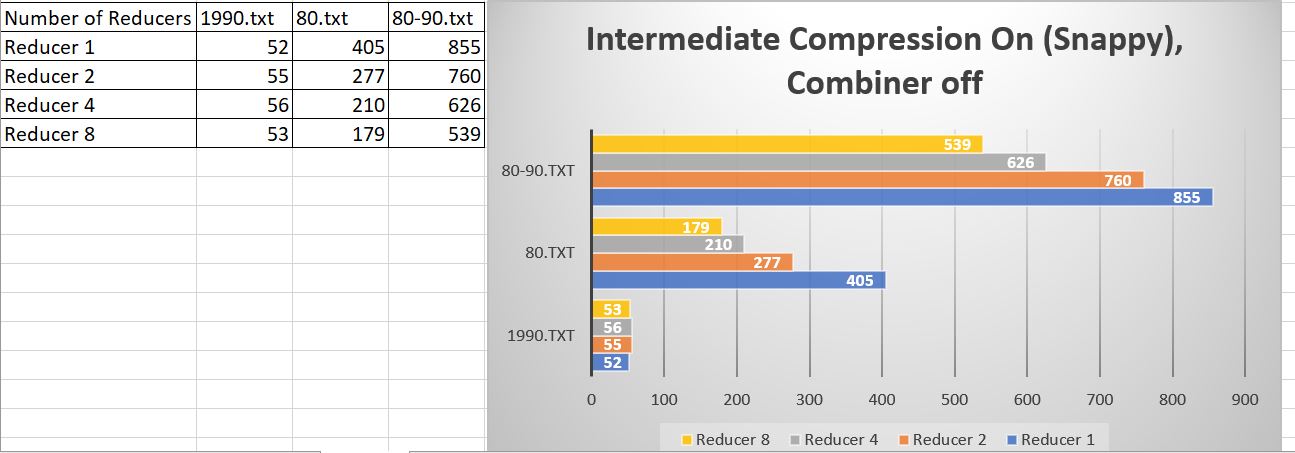 Number of Reducers 1990.txt 80.txt 80-90.txt
Reducer 1 52 405 855
Reducer 2 55 277 760
Reducer 4 56 210 626
Reducer 8 53 179 539
Intermediate Compression On (Snappy),
Combiner off
539
626
80-90.TXT
760
855
179
210
80.TXT
277
405
53
56
1990.TXT
55
52
0 100 200 300 400 500 600 700 800 900
Reducer 8 Reducer 4 Reducer 2 Reducer 1